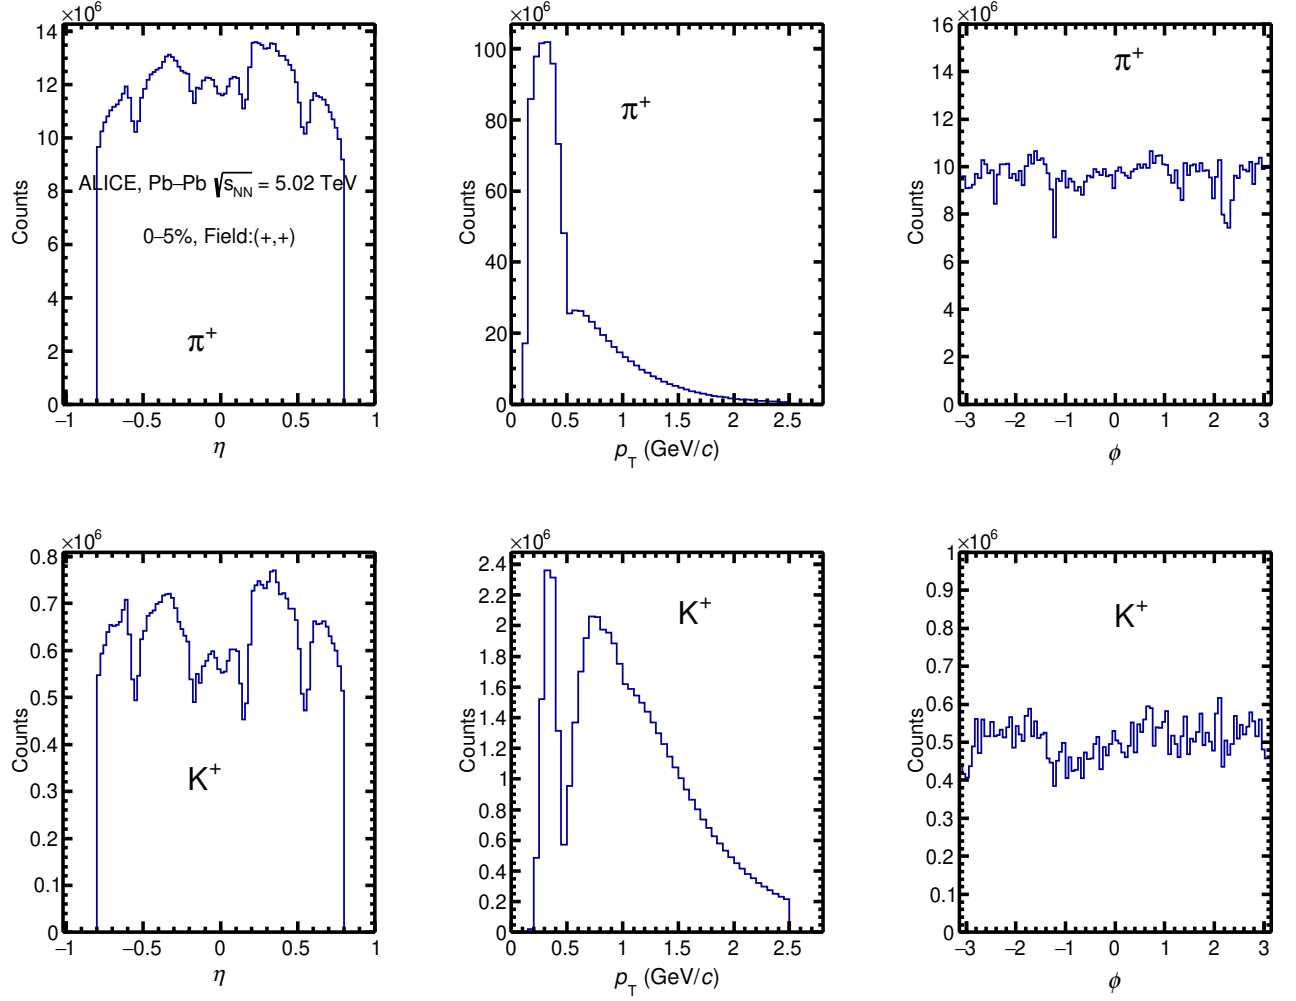 ×10⁶
14
12
10
8
6
4
2
0
Counts
ALICE, Pb–Pb √sNN = 5.02 TeV
0–5%, Field:(+,+)
π⁺
−1 −0.5 0 0.5 1
η
×10⁶
100
80
60
40
20
0
Counts
π⁺
0 0.5 1 1.5 2 2.5
pT (GeV/c)
×10⁶
16
14
12
10
8
6
4
2
0
Counts
π⁺
−3 −2 −1 0 1 2 3
ϕ
×10⁶
0.8
0.7
0.6
0.5
0.4
0.3
0.2
0.1
0
Counts
K⁺
−1 −0.5 0 0.5 1
η
×10⁶
2.4
2.2
2
1.8
1.6
1.4
1.2
1
0.8
0.6
0.4
0.2
0
Counts
K⁺
0 0.5 1 1.5 2 2.5
pT (GeV/c)
×10⁶
1
0.9
0.8
0.7
0.6
0.5
0.4
0.3
0.2
0.1
0
Counts
K⁺
−3 −2 −1 0 1 2 3
ϕ